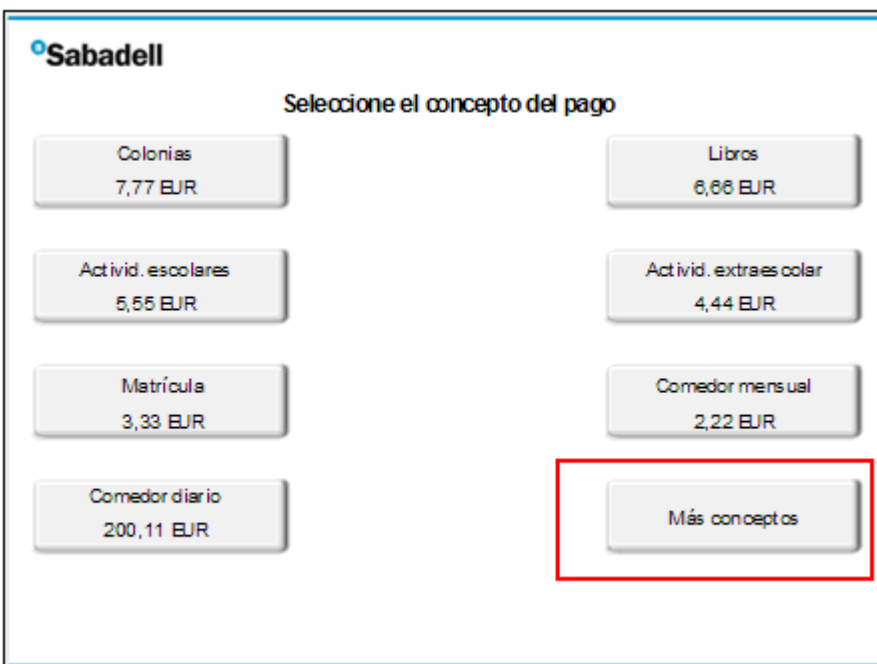 Sabadell
Seleccione el concepto del pago
Colonias
7,77 EUR
Libros
6,66 EUR
Activid. escolares
5,55 EUR
Activid. extraescolar
4,44 EUR
Matrícula
3,33 EUR
Comedor mensual
2,22 EUR
Comedor diario
200,11 EUR
Más conceptos